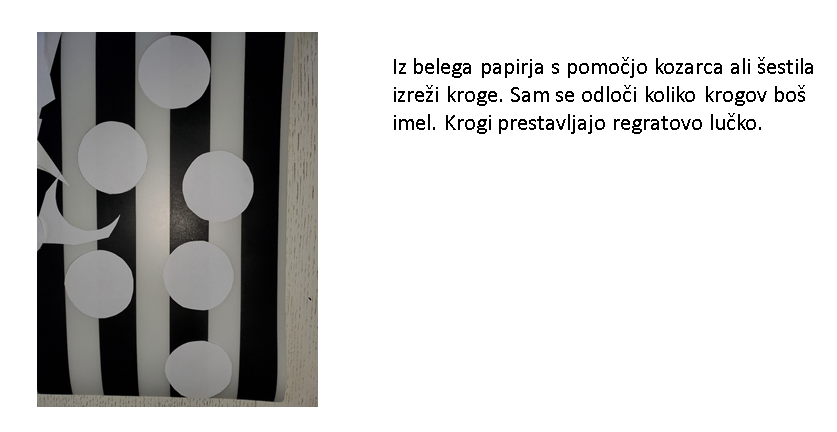 Iz belega papirja s pomočjo kozarca ali šestila
izreži kroge. Sam se odloči koliko krogov boš
imel. Krogi prestavljajo regratovo lučko.